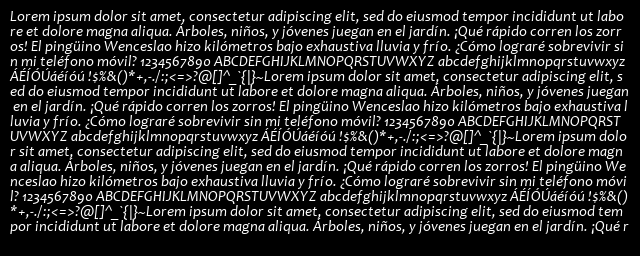 Lorem ipsum dolor sit amet, consectetur adipiscing elit, sed do eiusmod tempor incididunt ut labo
re et dolore magna aliqua. Árboles, niños, y jóvenes juegan en el jardín. ¡Qué rápido corren los zorr
os! El pingüino Wenceslao hizo kilómetros bajo exhaustiva lluvia y frío. ¿Cómo lograré sobrevivir si
n mi teléfono móvil? 1234567890 ABCDEFGHIJKLMNOPQRSTUVWXYZ abcdefghijklmnopqrstuvwxyz
ÁÉÍÓÚáéíóú !$%&()*+,-./:;<=>?@[]^_`{|}~Lorem ipsum dolor sit amet, consectetur adipiscing elit, s
ed do eiusmod tempor incididunt ut labore et dolore magna aliqua. Árboles, niños, y jóvenes juegan
en el jardín. ¡Qué rápido corren los zorros! El pingüino Wenceslao hizo kilómetros bajo exhaustiva l
luvia y frío. ¿Cómo lograré sobrevivir sin mi teléfono móvil? 1234567890 ABCDEFGHIJKLMNOPQRST
UVWXYZ abcdefghijklmnopqrstuvwxyz ÁÉÍÓÚáéíóú !$%&()*+,-./:;<=>?@[]^_`{|}~Lorem ipsum dolo
r sit amet, consectetur adipiscing elit, sed do eiusmod tempor incididunt ut labore et dolore magn
a aliqua. Árboles, niños, y jóvenes juegan en el jardín. ¡Qué rápido corren los zorros! El pingüino We
nceslao hizo kilómetros bajo exhaustiva lluvia y frío. ¿Cómo lograré sobrevivir sin mi teléfono móvi
l? 1234567890 ABCDEFGHIJKLMNOPQRSTUVWXYZ abcdefghijklmnopqrstuvwxyz ÁÉÍÓÚáéíóú !$%&()
*+,-./:;<=>?@[]^_`{|}~Lorem ipsum dolor sit amet, consectetur adipiscing elit, sed do eiusmod tem
por incididunt ut labore et dolore magna aliqua. Árboles, niños, y jóvenes juegan en el jardín. ¡Qué r